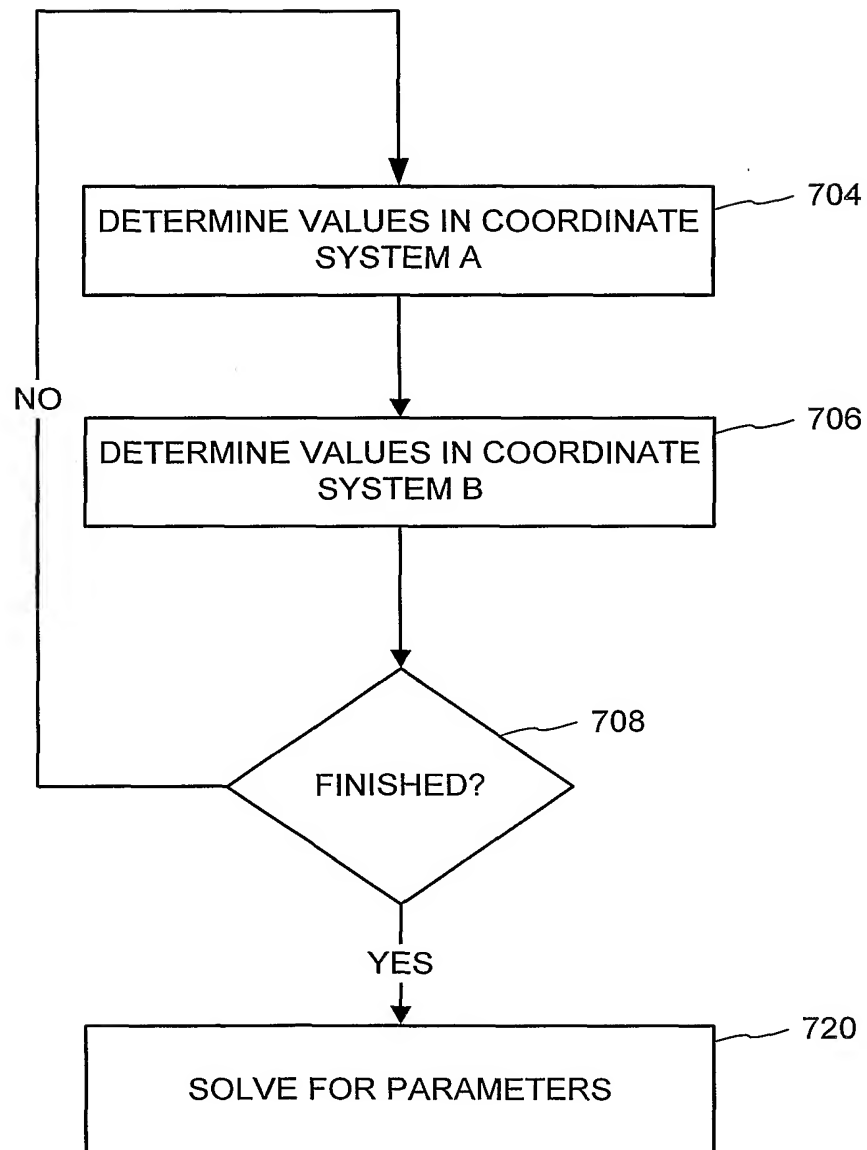 704
DETERMINE VALUES IN COORDINATE
SYSTEM A
NO
706
DETERMINE VALUES IN COORDINATE
SYSTEM B
708
FINISHED?
YES
720
SOLVE FOR PARAMETERS